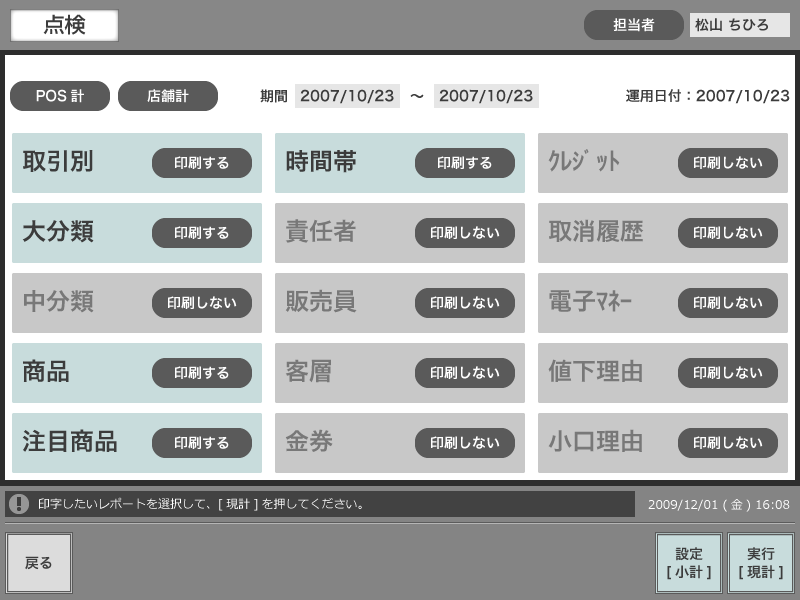 点検 担当者 松山 ちひろ
POS 計 店舗計 期間 2007/10/23 ～ 2007/10/23 運用日付：2007/10/23
取引別 印刷する 時間帯 印刷する ｸﾚｼﾞｯﾄ 印刷しない
大分類 印刷する 責任者 印刷しない 取消履歴 印刷しない
中分類 印刷しない 販売員 印刷しない 電子ﾏﾈｰ 印刷しない
商品 印刷する 客層 印刷しない 値下理由 印刷しない
注目商品 印刷する 金券 印刷しない 小口理由 印刷しない
印字したいレポートを選択して、[ 現計 ] を押してください。 2009/12/01 ( 金 ) 16:08
戻る
設定
[ 小計 ]
実行
[ 現計 ]